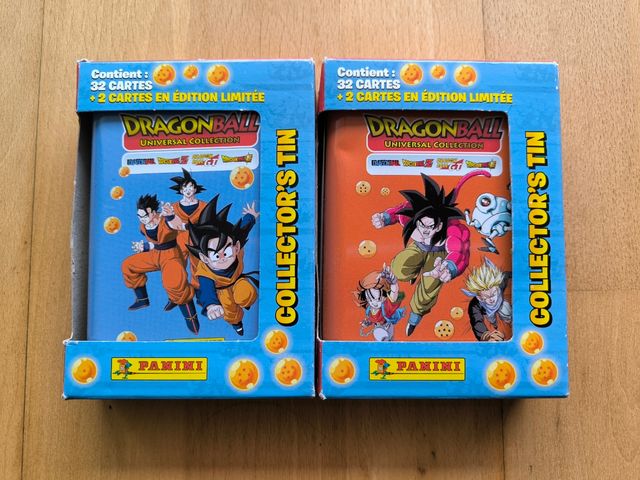 Contient :
32 CARTES
+ 2 CARTES EN ÉDITION LIMITÉE
DRAGONBALL
UNIVERSAL COLLECTION
COLLECTOR'S TIN
PANINI
Contient :
32 CARTES
+ 2 CARTES EN ÉDITION LIMITÉE
DRAGONBALL
UNIVERSAL COLLECTION
COLLECTOR'S TIN
PANINI